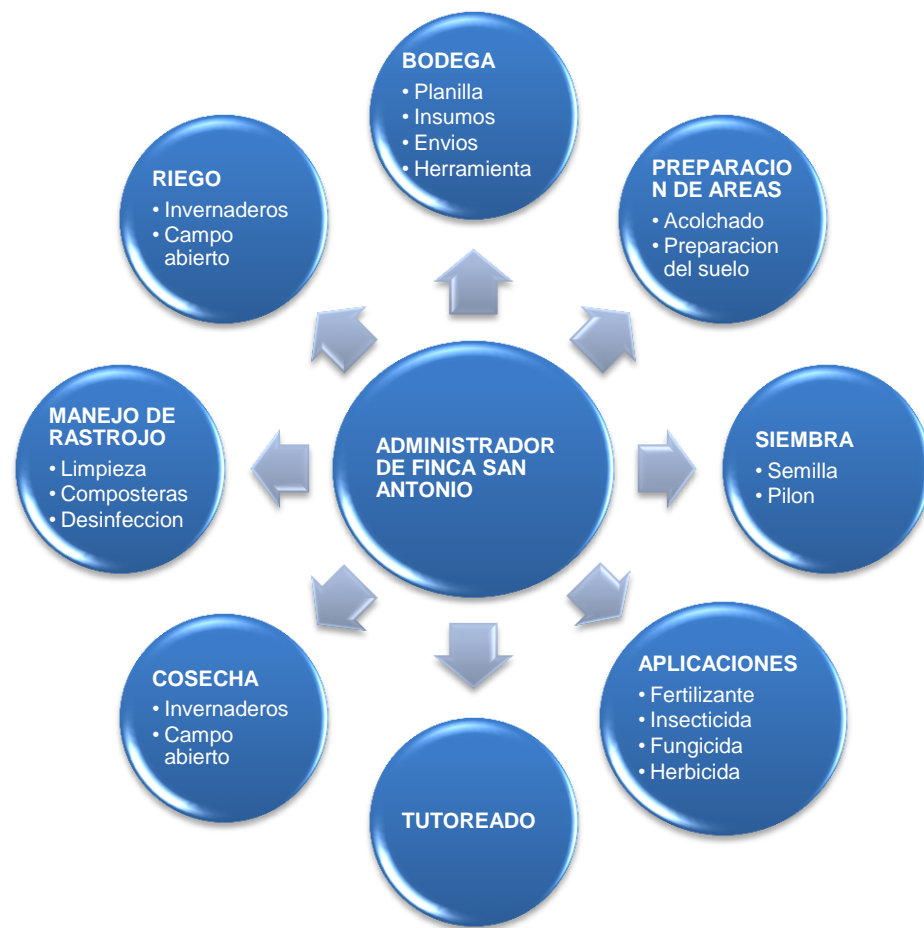 BODEGA
• Planilla
• Insumos
• Envios
• Herramienta
PREPARACIO
N DE AREAS
• Acolchado
• Preparacion
del suelo
SIEMBRA
• Semilla
• Pilon
APLICACIONES
• Fertilizante
• Insecticida
• Fungicida
• Herbicida
TUTOREADO
COSECHA
• Invernaderos
• Campo
abierto
MANEJO DE
RASTROJO
• Limpieza
• Composteras
• Desinfeccion
RIEGO
• Invernaderos
• Campo
abierto
ADMINISTRADOR
DE FINCA SAN
ANTONIO